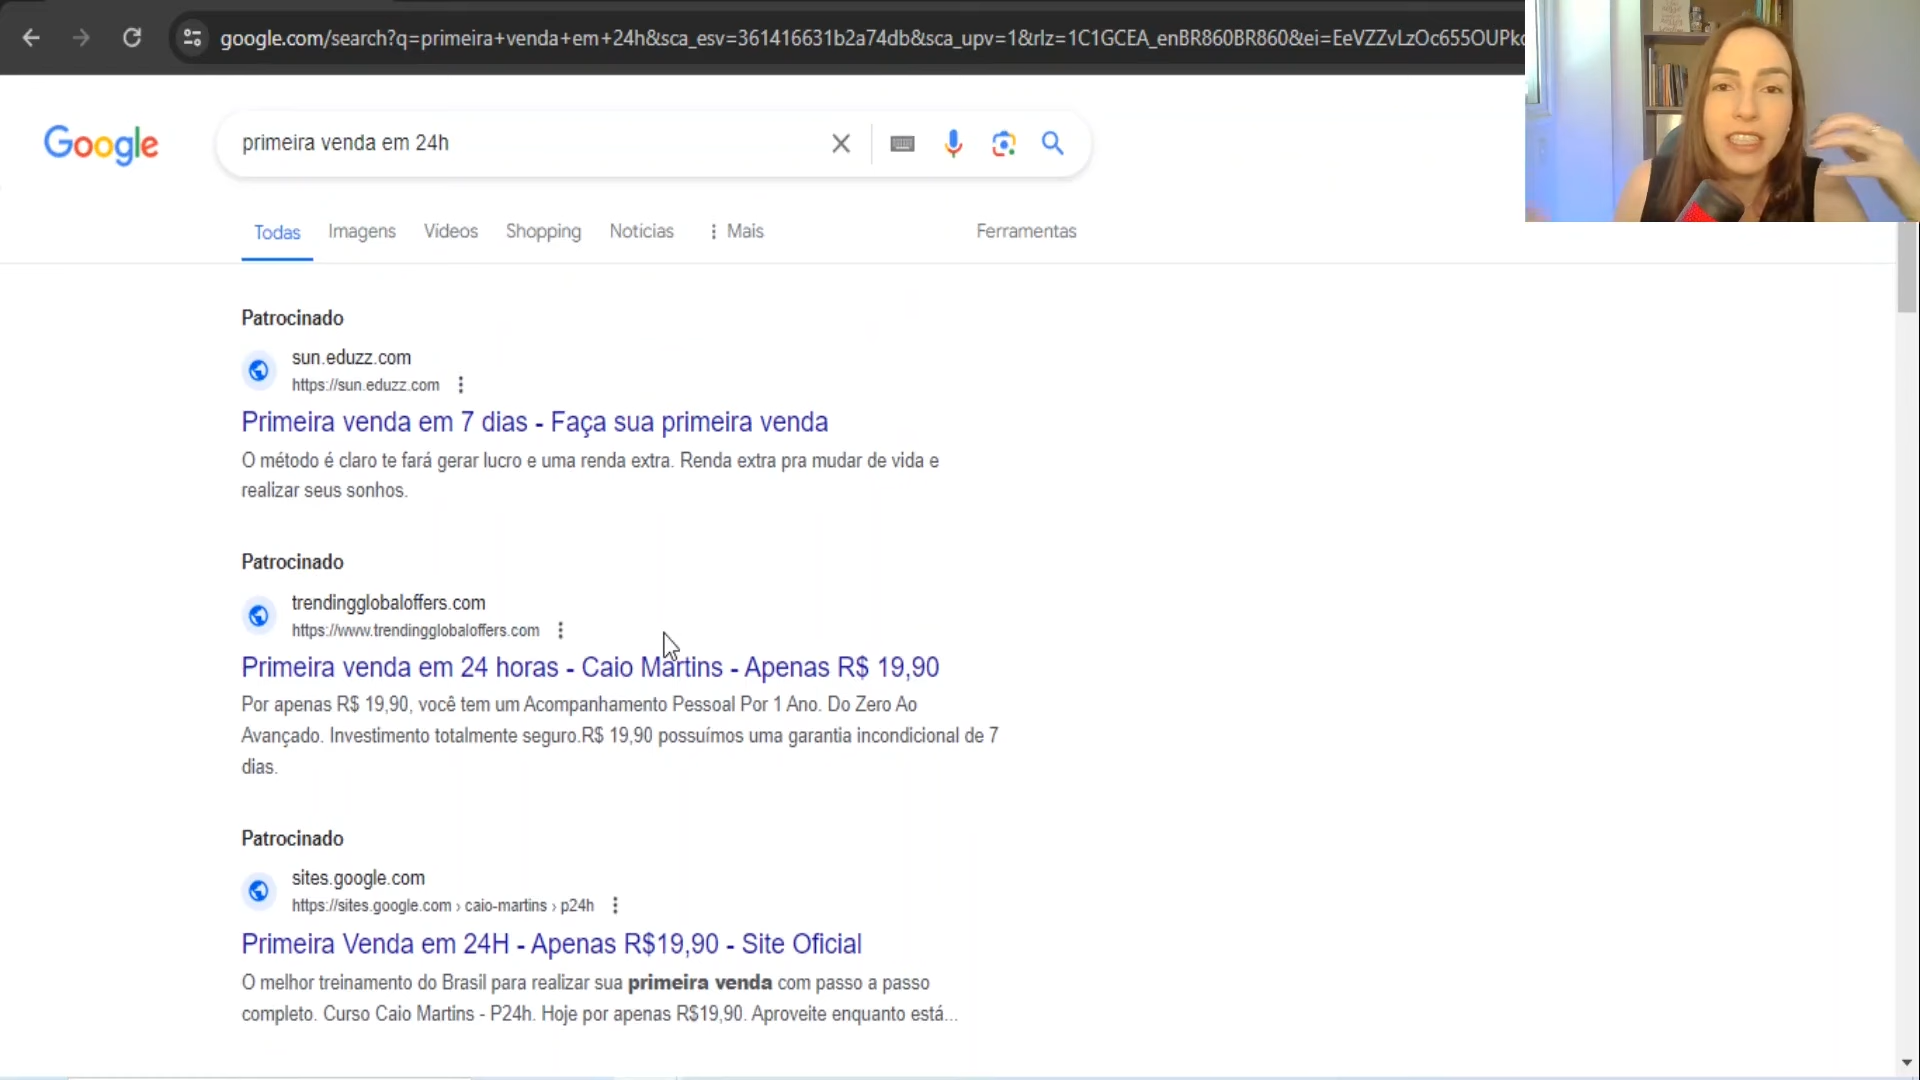 google.com/search?q=primeira+venda+em+24h&sca_esv=361416631b2a74db&sca_upv=1&rlz=1C1GCEA_enBR860BR860&ei=EeVZZvLzOc655OUPkc
Google
primeira venda em 24h
Todas
Imagens
Vídeos
Shopping
Notícias
Mais
Ferramentas
Patrocinado
sun.eduzz.com
https://sun.eduzz.com
Primeira venda em 7 dias - Faça sua primeira venda
O método é claro te fará gerar lucro e uma renda extra. Renda extra pra mudar de vida e
realizar seus sonhos.
Patrocinado
trendingglobaloffers.com
https://www.trendingglobaloffers.com
Primeira venda em 24 horas - Caio Martins - Apenas R$ 19,90
Por apenas R$ 19,90, você tem um Acompanhamento Pessoal Por 1 Ano. Do Zero Ao
Avançado. Investimento totalmente seguro.R$ 19,90 possuímos uma garantia incondicional de 7
dias.
Patrocinado
sites.google.com
https://sites.google.com › caio-martins › p24h
Primeira Venda em 24H - Apenas R$19,90 - Site Oficial
O melhor treinamento do Brasil para realizar sua primeira venda com passo a passo
completo. Curso Caio Martins - P24h. Hoje por apenas R$19,90. Aproveite enquanto está...